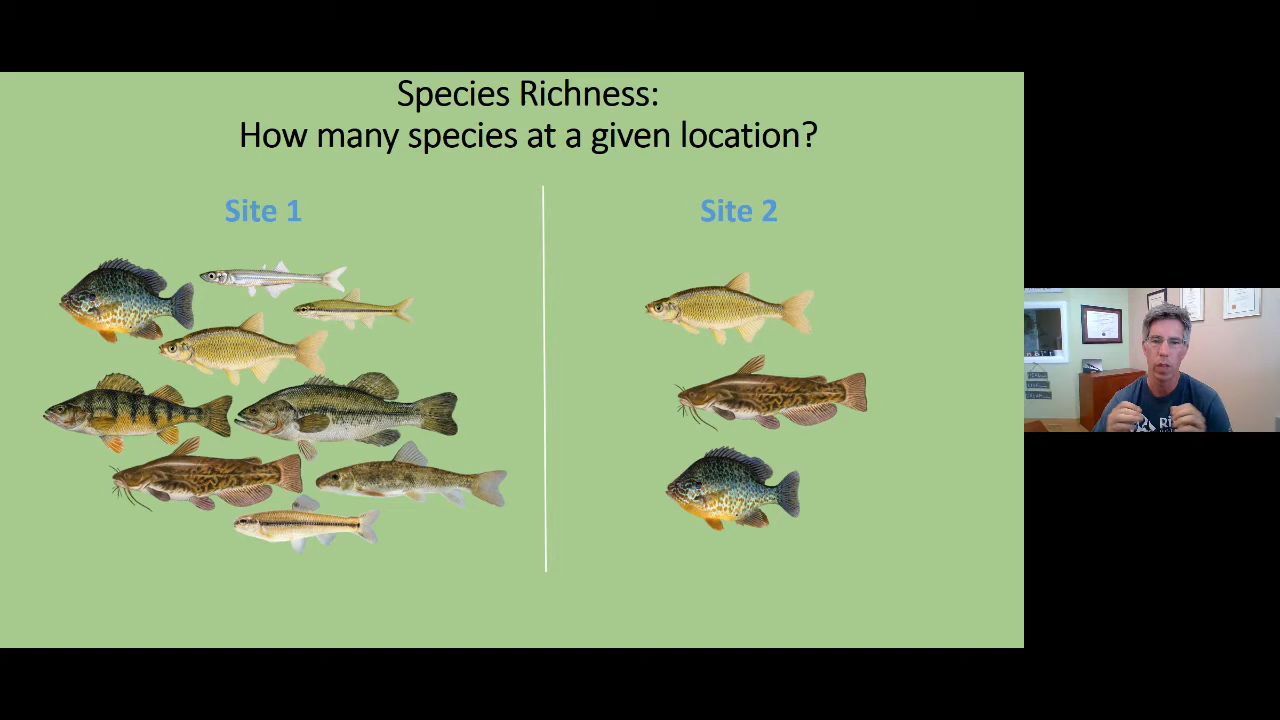 Species Richness:
How many species at a given location?
Site 1
Site 2